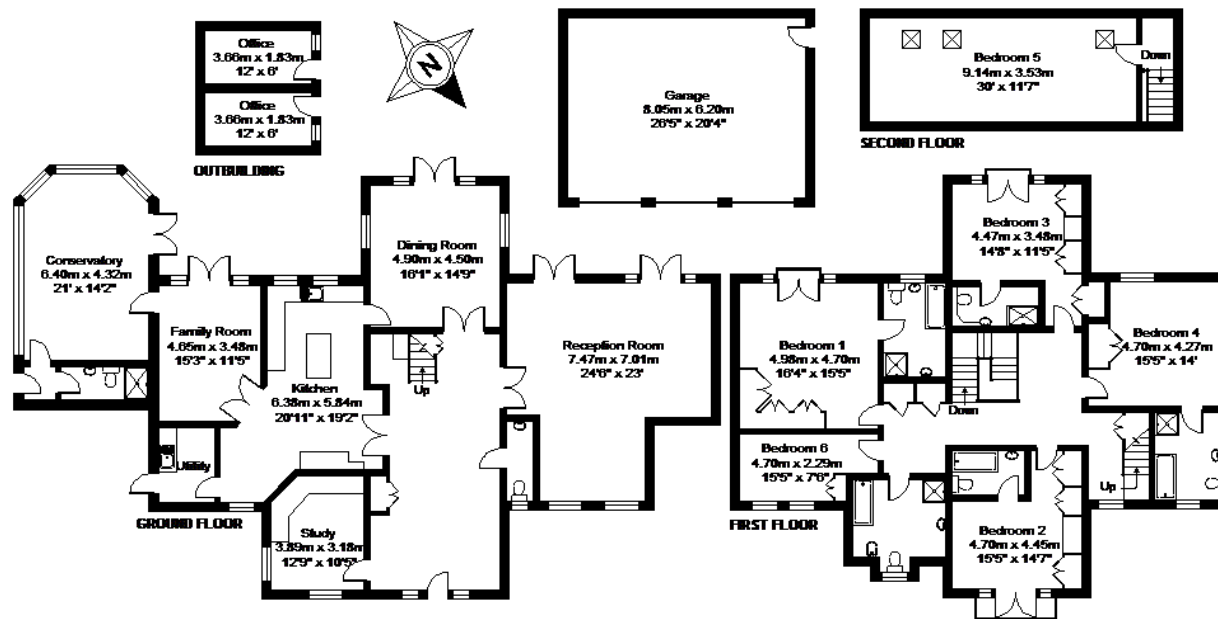 Office
3.66m x 1.83m
12' x 6'
Office
3.66m x 1.83m
12' x 6'
OUTBUILDING
N
Garage
8.05m x 6.20m
26'5" x 20'4"
Bedroom 5
9.14m x 3.53m
30' x 11'7"
Down
SECOND FLOOR
Conservatory
6.40m x 4.32m
21' x 14'2"
Family Room
4.65m x 3.48m
15'3" x 11'5"
Kitchen
6.38m x 5.84m
20'11" x 19'2"
Dining Room
4.90m x 4.50m
16'1" x 14'9"
Up
Reception Room
7.47m x 7.01m
24'6" x 23'
Utility
Study
3.89m x 3.18m
12'9" x 10'5"
GROUND FLOOR
Bedroom 3
4.47m x 3.48m
14'8" x 11'5"
Bedroom 1
4.98m x 4.70m
16'4" x 15'5"
Bedroom 4
4.70m x 4.27m
15'5" x 14'
Down
Bedroom 6
4.70m x 2.29m
15'5" x 7'6"
Up
Bedroom 2
4.70m x 4.45m
15'5" x 14'7"
FIRST FLOOR